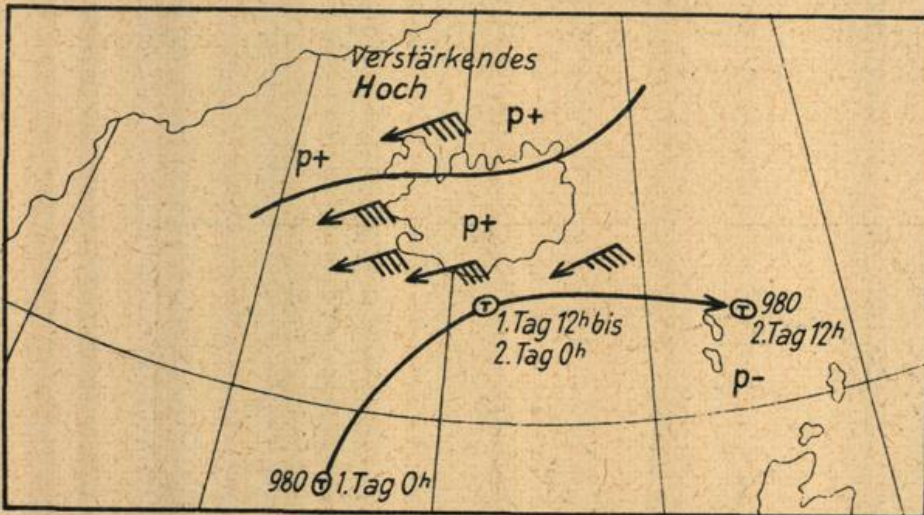 Verstärkendes
Hoch
p+
p+
p+
T
1. Tag 12h bis
2. Tag 0h
T 980
2. Tag 12h
p-
980 T 1. Tag 0h